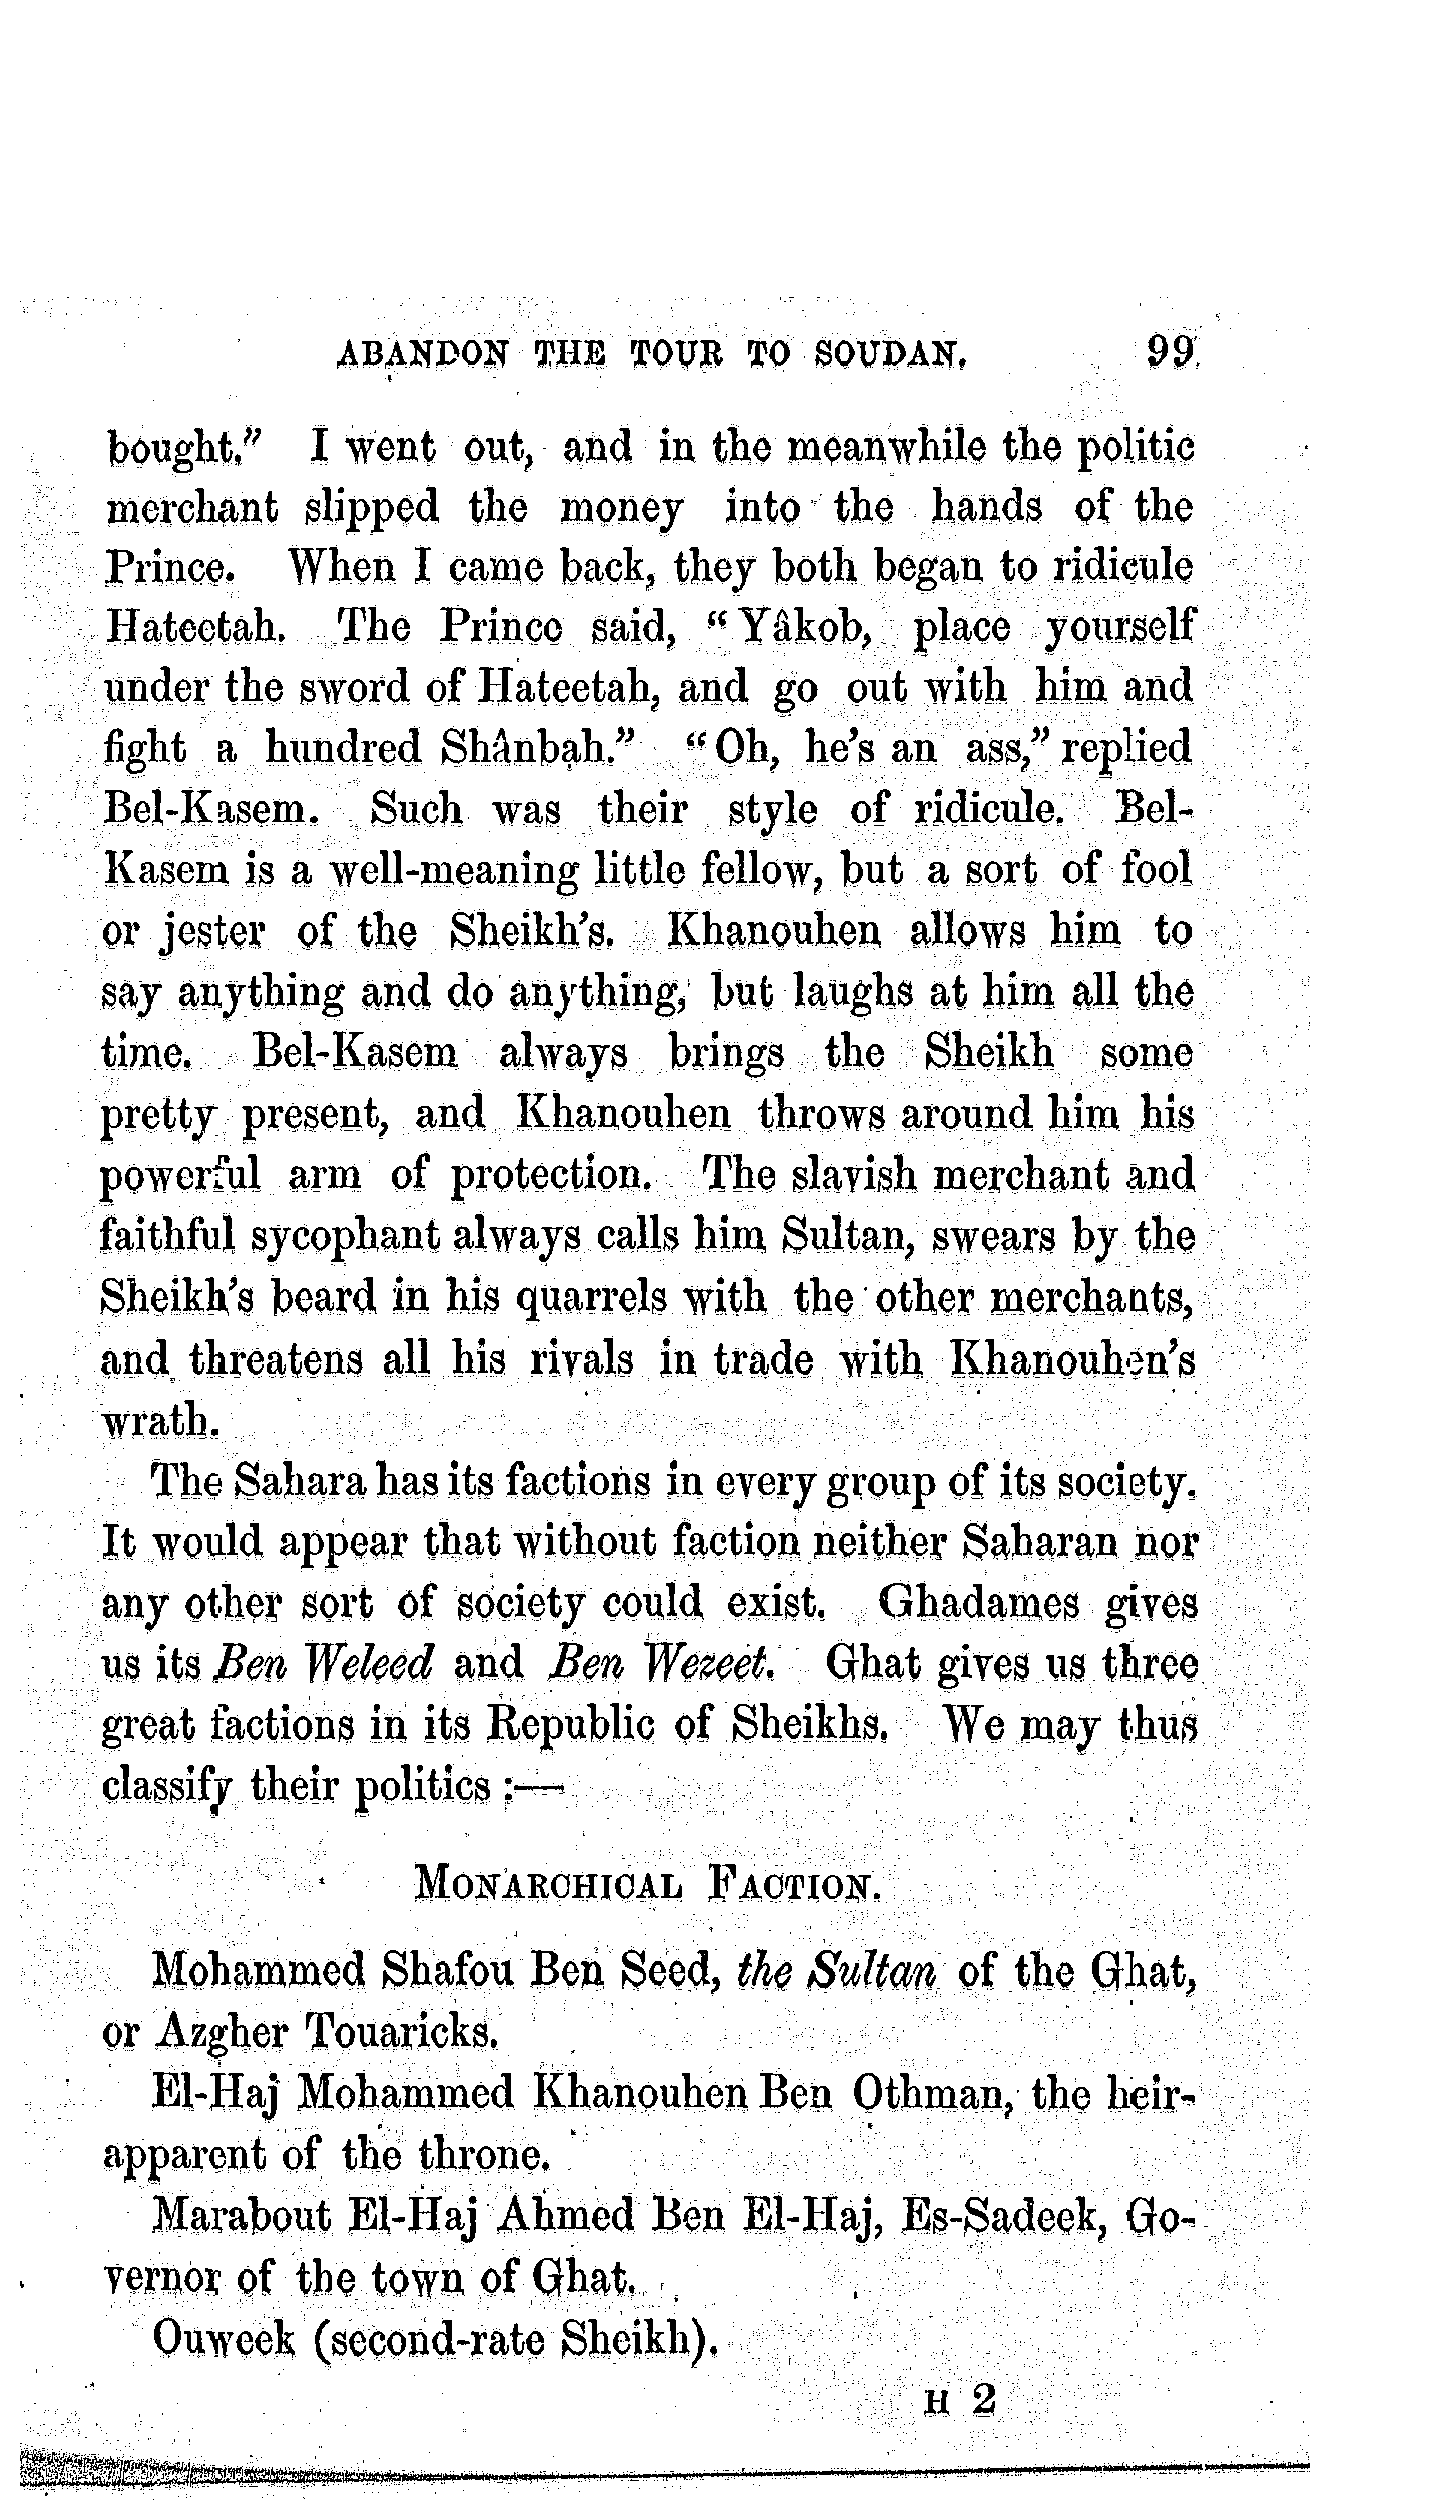 ABANDON THE TOUR TO SOUDAN. 99
bought." I went out, and in the meanwhile the politic
merchant slipped the money into the hands of the
Prince. When I came back, they both began to ridicule
Hateetah. The Prince said, "Yâkob, place yourself
under the sword of Hateetah, and go out with him and
fight a hundred Shânbah." "Oh, he's an ass," replied
Bel-Kasem. Such was their style of ridicule. Bel-
Kasem is a well-meaning little fellow, but a sort of fool
or jester of the Sheikh's. Khanouhen allows him to
say anything and do anything, but laughs at him all the
time. Bel-Kasem always brings the Sheikh some
pretty present, and Khanouhen throws around him his
powerful arm of protection. The slavish merchant and
faithful sycophant always calls him Sultan, swears by the
Sheikh's beard in his quarrels with the other merchants,
and threatens all his rivals in trade with Khanouhen's
wrath.
The Sahara has its factions in every group of its society.
It would appear that without faction neither Saharan nor
any other sort of society could exist. Ghadames gives
us its Ben Weleed and Ben Wezeet. Ghat gives us three
great factions in its Republic of Sheikhs. We may thus
classify their politics :—
MONARCHICAL FACTION.
Mohammed Shafou Ben Seed, the Sultan of the Ghat,
or Azgher Touaricks.
El-Haj Mohammed Khanouhen Ben Othman, the heir-
apparent of the throne.
Marabout El-Haj Ahmed Ben El-Haj, Es-Sadeek, Go-
vernor of the town of Ghat.
Ouweek (second-rate Sheikh).
H 2